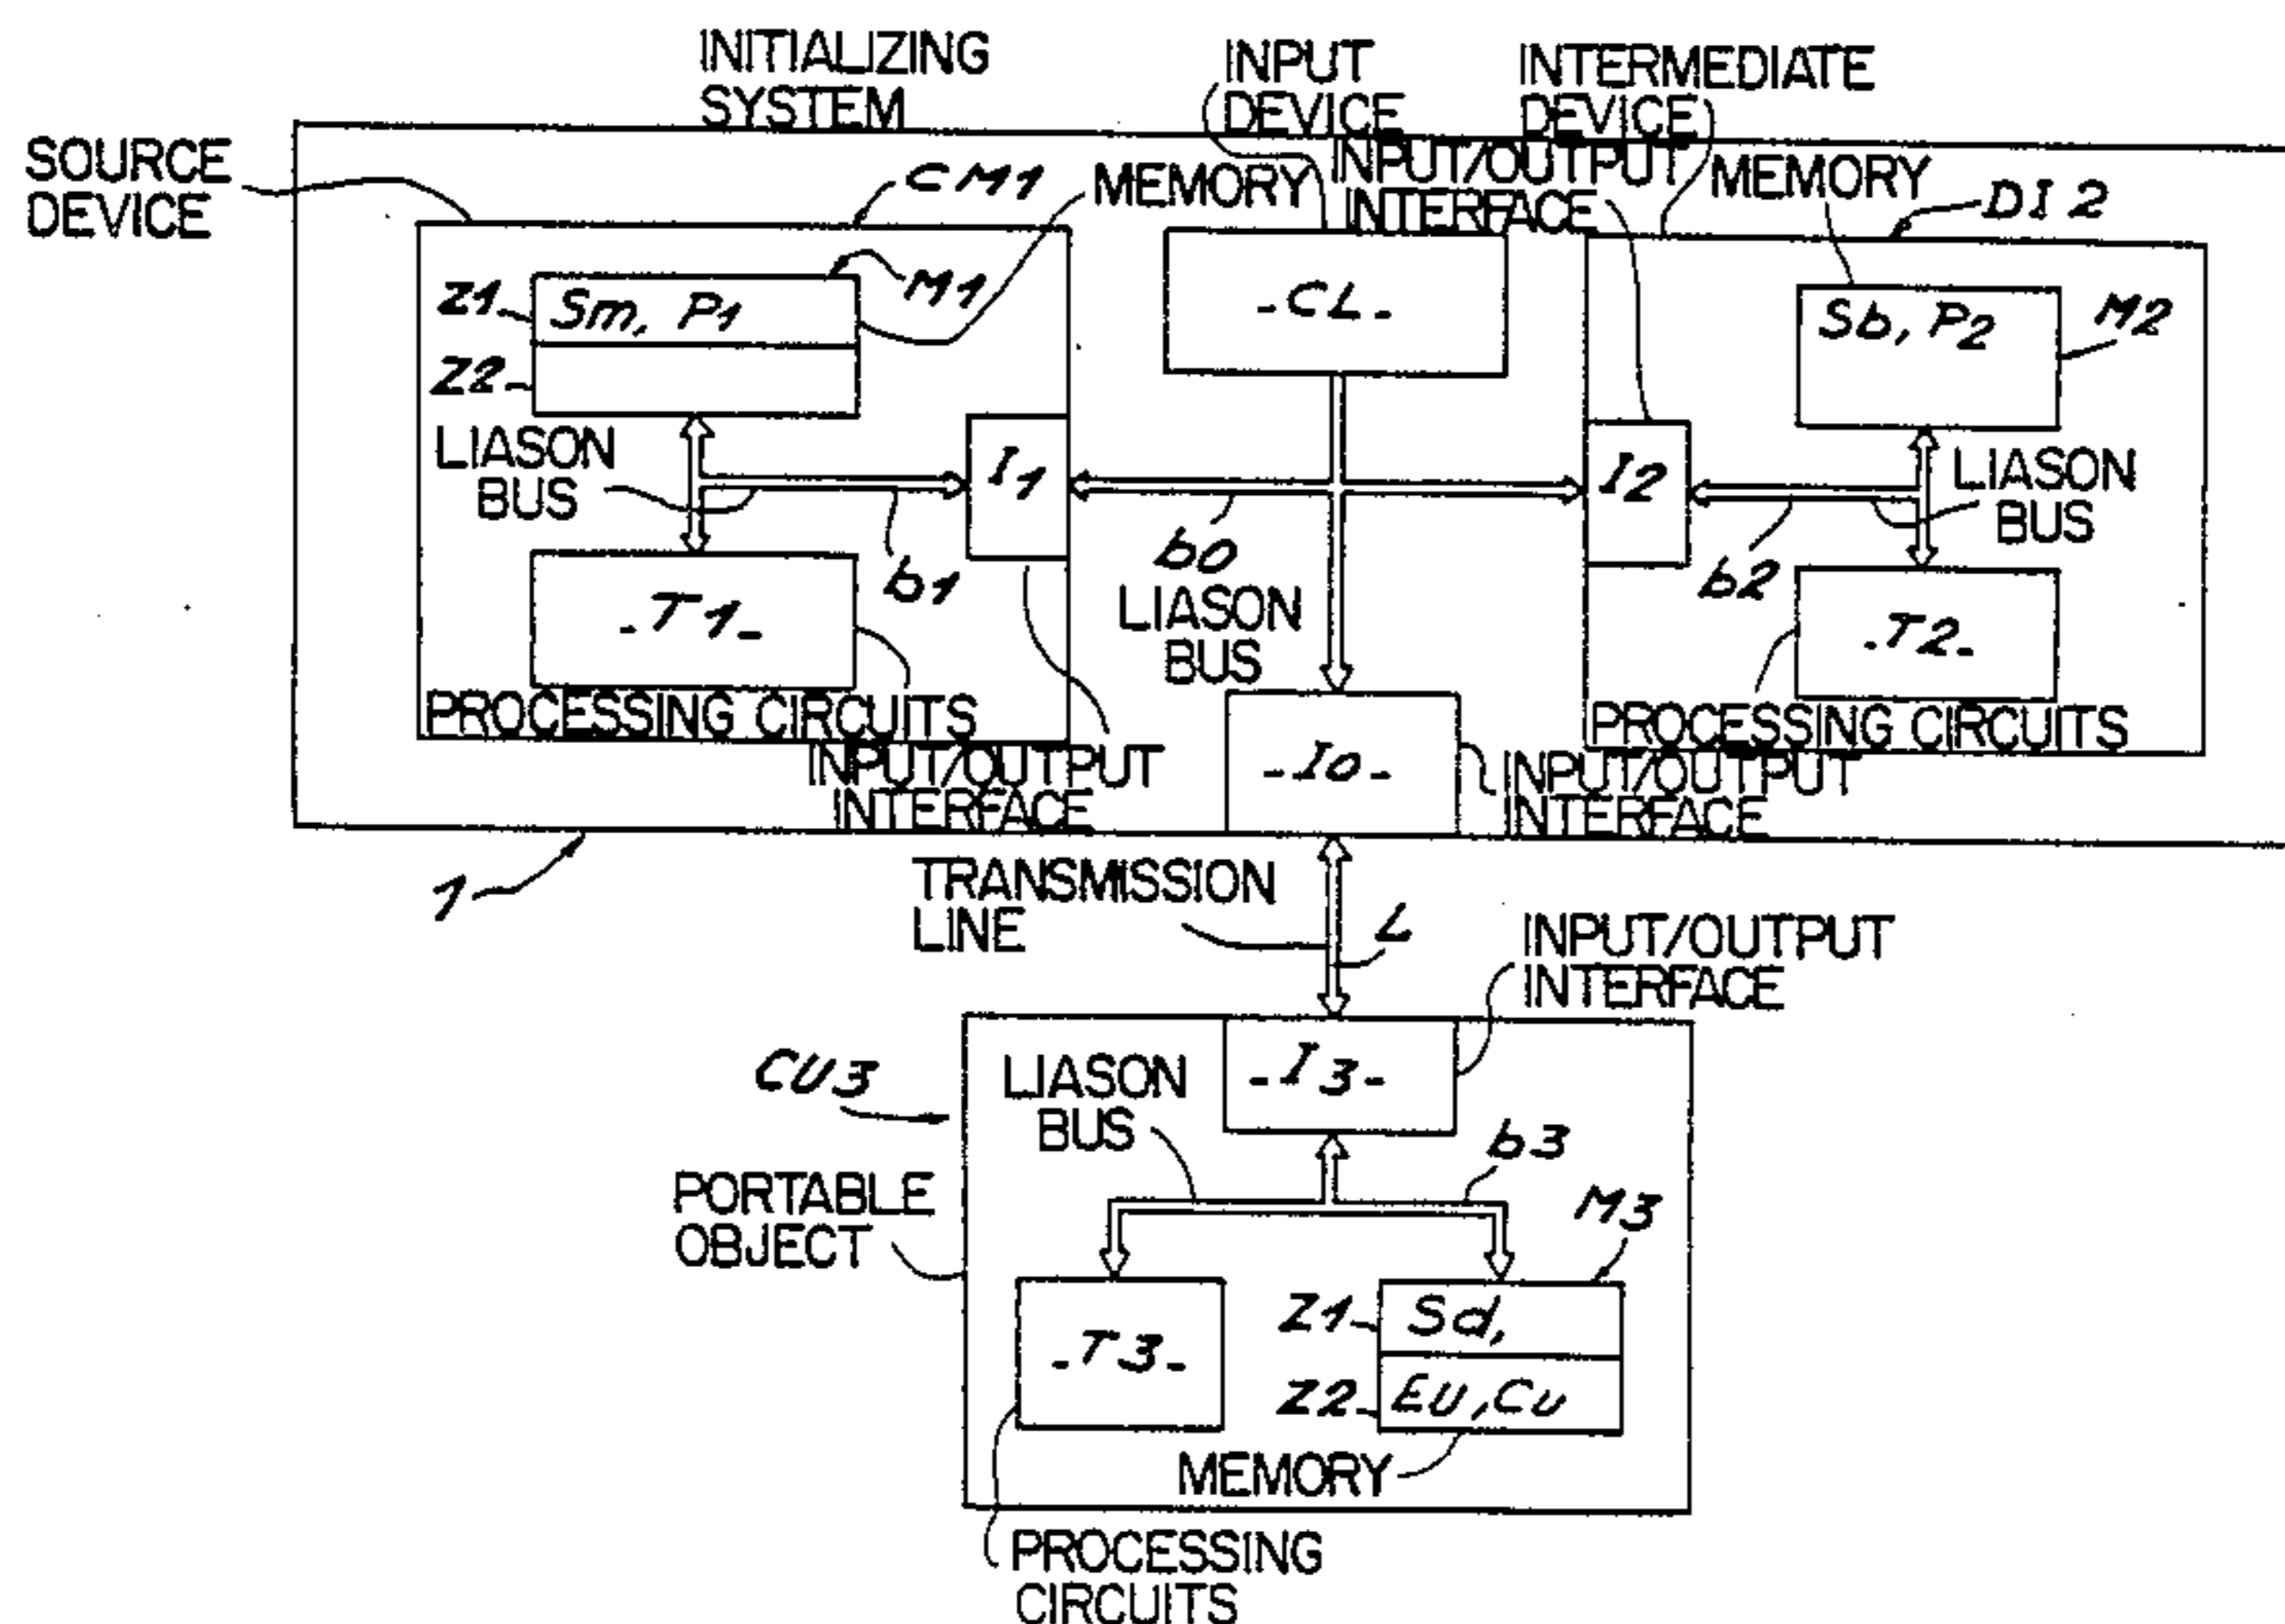 INITIALIZING
SYSTEM
INPUT
DEVICE
INTERMEDIATE
DEVICE
SOURCE
DEVICE
CM1
MEMORY
INPUT/OUTPUT
INTERFACE
MEMORY
DI2
Z1
Sm, P1
M1
Z2
-CL-
Sb, P2
M2
LIASON
BUS
I1
I2
LIASON
BUS
b1
b0
LIASON
BUS
b2
-T1-
-T2-
PROCESSING CIRCUITS
PROCESSING CIRCUITS
INPUT/OUTPUT
INTERFACE
-Io-
INPUT/OUTPUT
INTERFACE
1
TRANSMISSION
LINE
L
INPUT/OUTPUT
INTERFACE
CU3
LIASON
BUS
-I3-
b3
PORTABLE
OBJECT
M3
-T3-
Z1
Sd,
Z2
EU, CU
MEMORY
PROCESSING
CIRCUITS